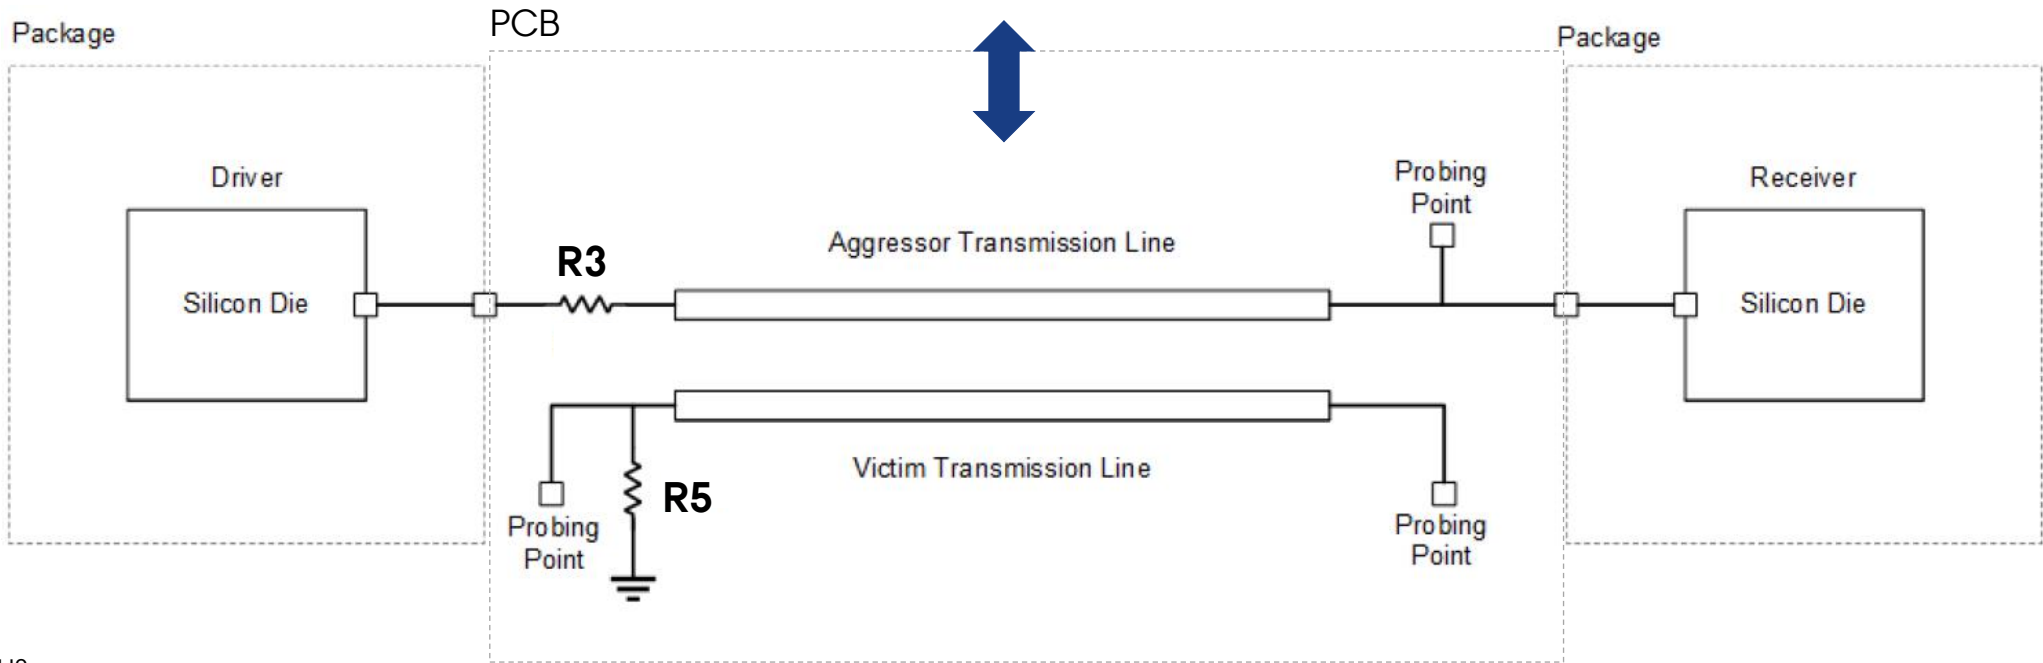 PCB
Package
Package
Driver
Probing
Point
Receiver
Aggressor Transmission Line
R3
Silicon Die
Silicon Die
Victim Transmission Line
R5
Probing
Point
Probing
Point